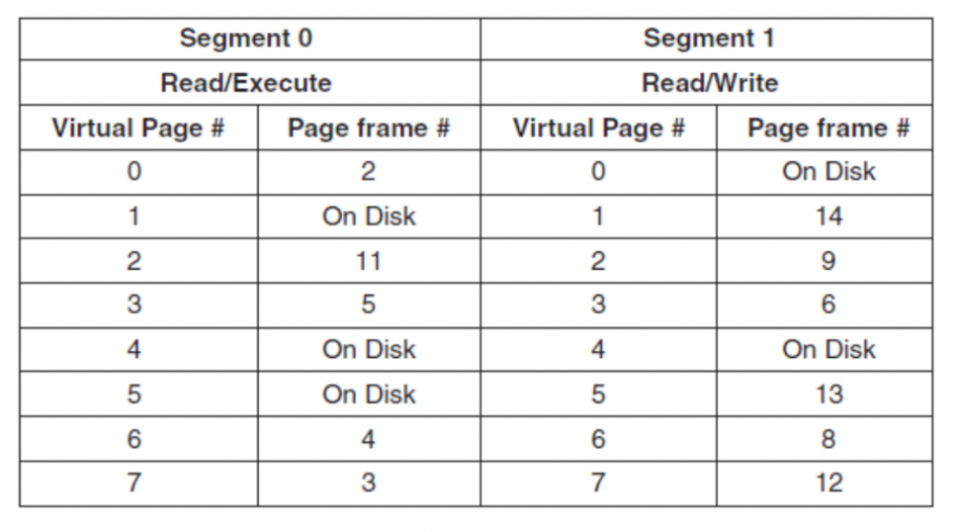 Segment 0 Segment 1
Read/Execute Read/Write
Virtual Page # Page frame # Virtual Page # Page frame #
0 2 0 On Disk
1 On Disk 1 14
2 11 2 9
3 5 3 6
4 On Disk 4 On Disk
5 On Disk 5 13
6 4 6 8
7 3 7 12